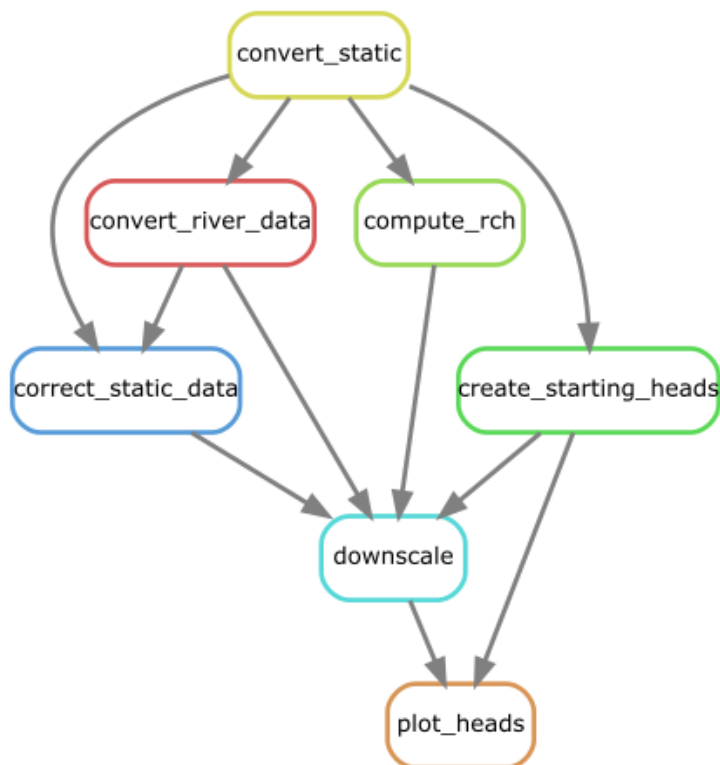 convert_static
convert_river_data
compute_rch
correct_static_data
create_starting_heads
downscale
plot_heads